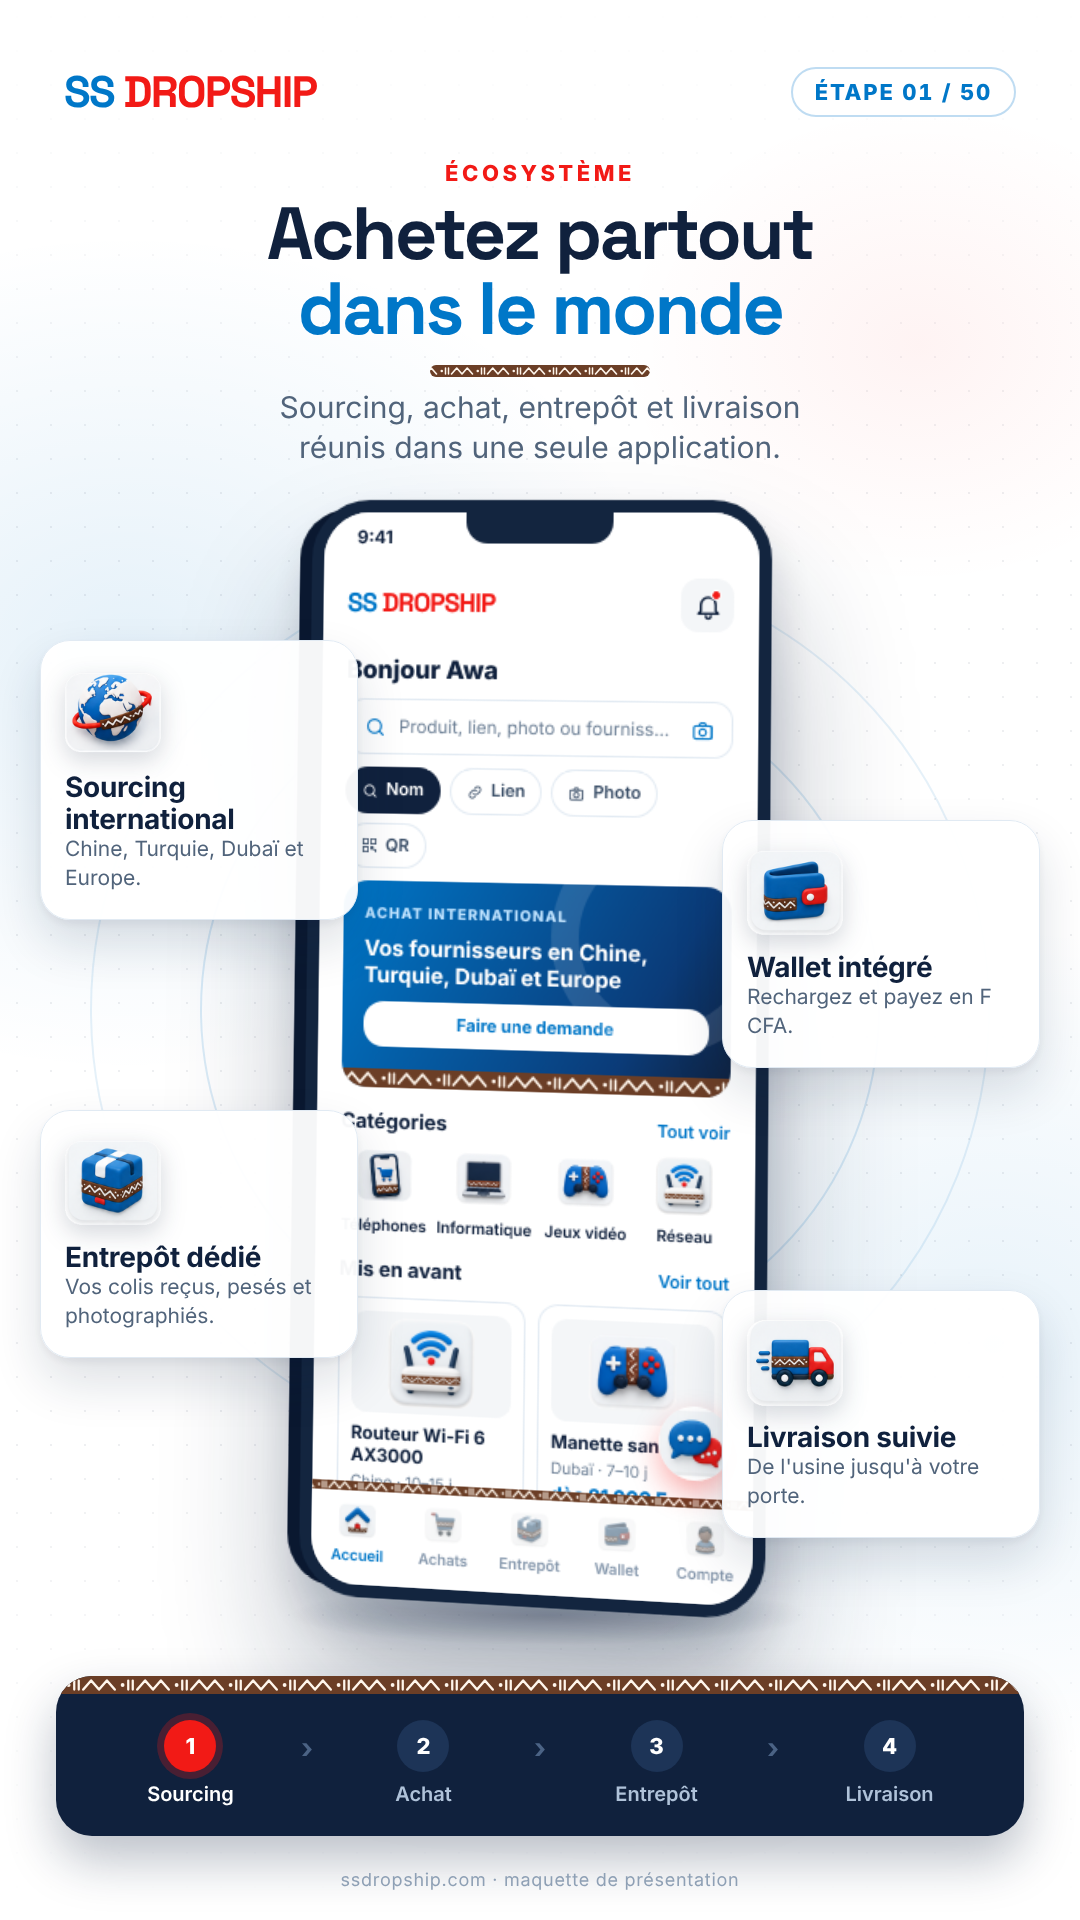 SS DROPSHIP
ÉTAPE 01 / 50
ÉCOSYSTÈME
Achetez partout
dans le monde
Sourcing, achat, entrepôt et livraison
réunis dans une seule application.
9:41
SS DROPSHIP
Bonjour Awa
Produit, lien, photo ou fourniss...
Nom
Lien
Photo
QR
ACHAT INTERNATIONAL
Vos fournisseurs en Chine,
Turquie, Dubaï et Europe
Faire une demande
Catégories
Tout voir
Téléphones
Informatique
Jeux vidéo
Réseau
Mis en avant
Voir tout
Routeur Wi-Fi 6
AX3000
Chine · 10–15 j
Manette san
Dubaï · 7–10 j
Accueil
Achats
Entrepôt
Wallet
Compte
Sourcing
international
Chine, Turquie, Dubaï et
Europe.
Wallet intégré
Rechargez et payez en F
CFA.
Entrepôt dédié
Vos colis reçus, pesés et
photographiés.
Livraison suivie
De l'usine jusqu'à votre
porte.
1
Sourcing
›
2
Achat
›
3
Entrepôt
›
4
Livraison
ssdropship.com · maquette de présentation